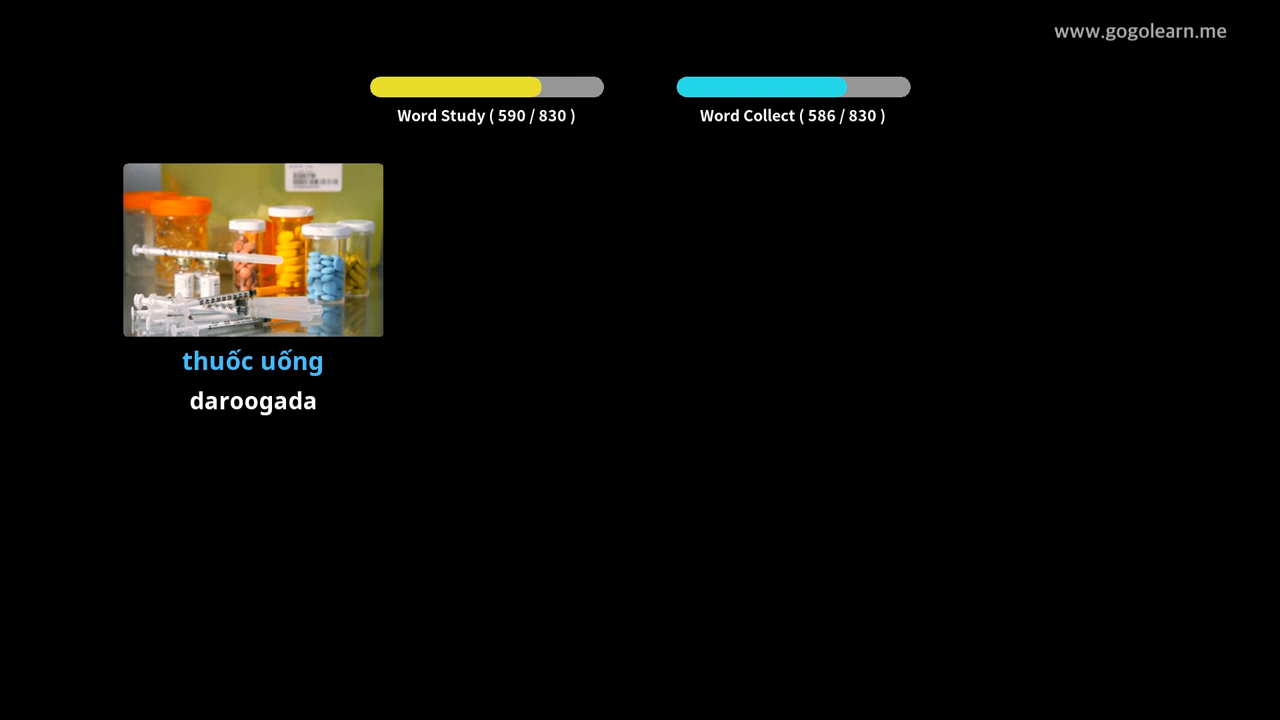 www.gogolearn.me
Word Study ( 590 / 830 )
Word Collect ( 586 / 830 )
thuốc uống
daroogada